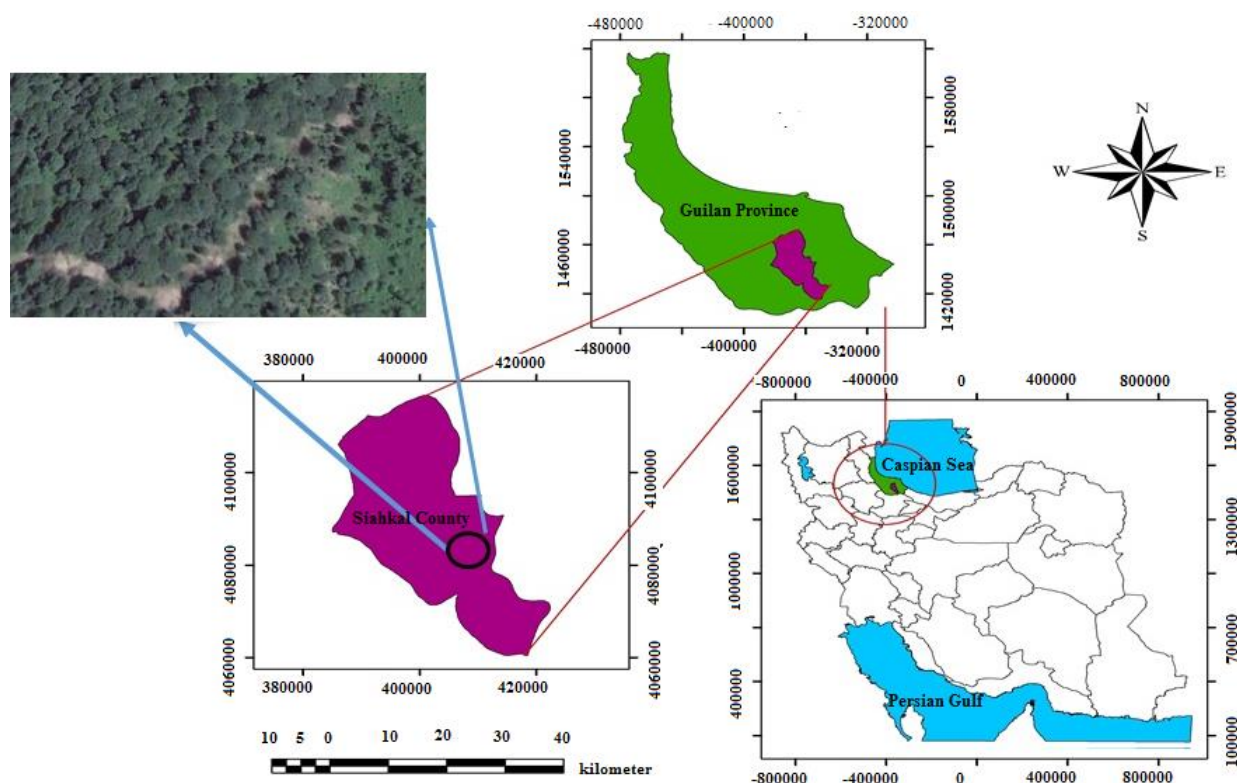 -480000 -400000 -320000
1540000
1460000
1580000
1500000
1420000
Guilan Province
-480000 -400000 -320000
N
W E
S
380000 400000 420000
4100000
4080000
4060000
4100000
4080000
4060000
Siahkal County
380000 400000 420000
10 5 0 10 20 30 40
kilometer
-800000 -400000 0 400000 800000
1600000
1000000
400000
1900000
1300000
700000
100000
Caspian Sea
Persian Gulf
-800000 -400000 0 400000 800000